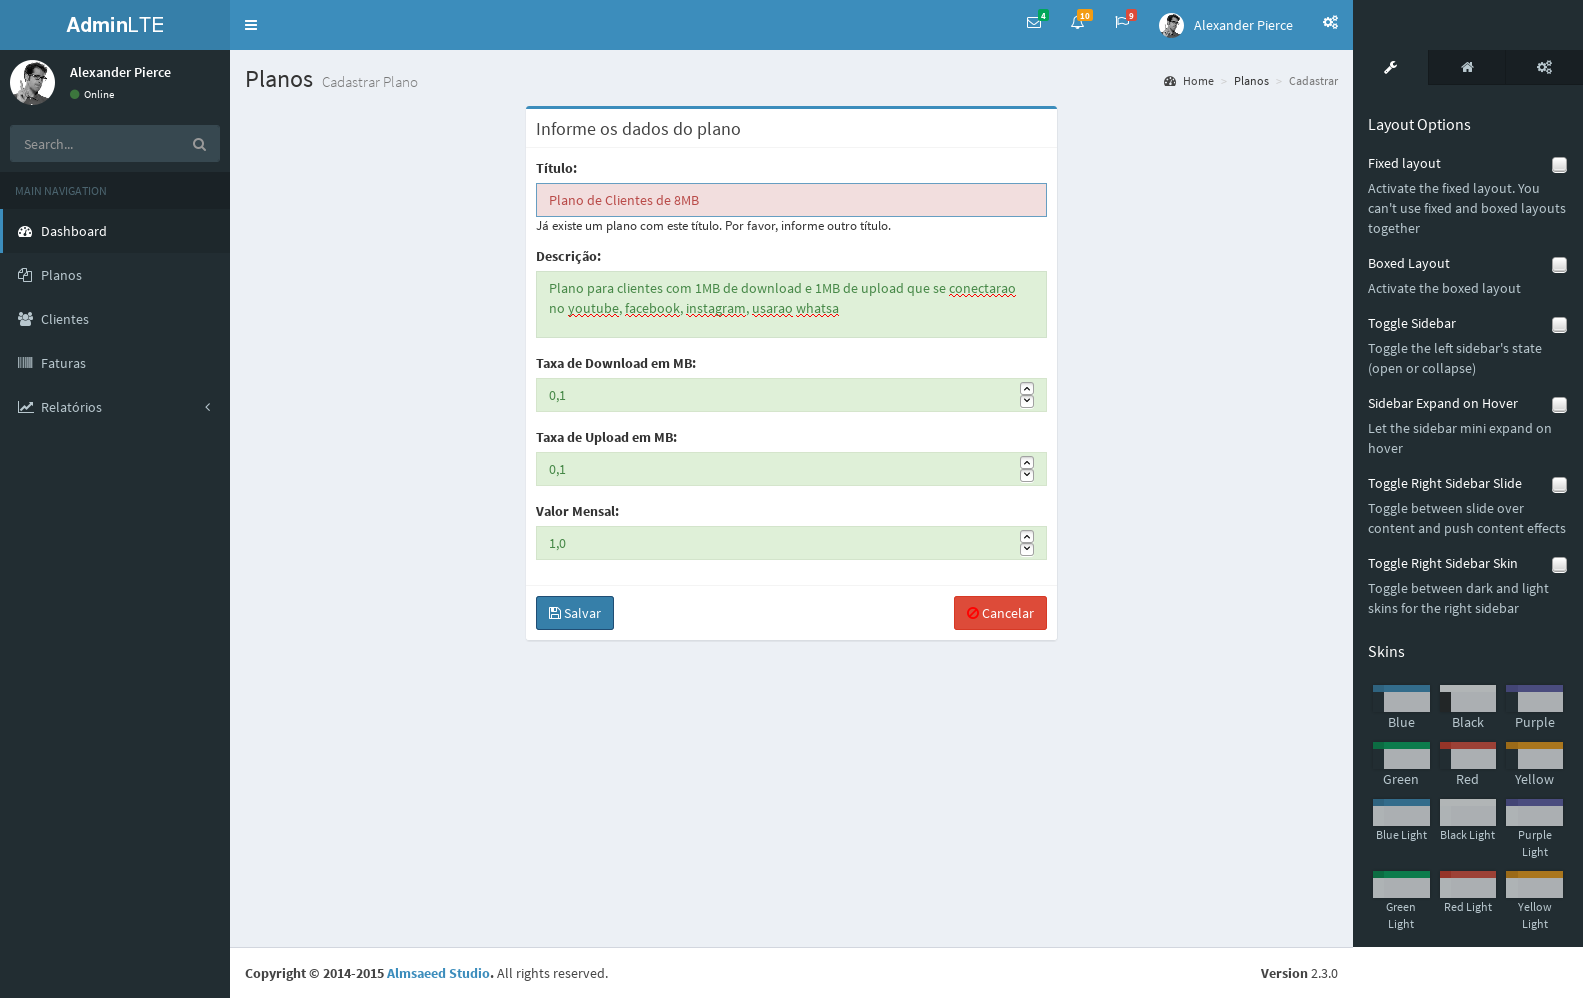 AdminLTE
4
10
9
Alexander Pierce
Alexander Pierce
Online
Search...
MAIN NAVIGATION
Dashboard
Planos
Clientes
Faturas
Relatórios
Planos Cadastrar Plano
Home > Planos > Cadastrar
Informe os dados do plano
Título:
Plano de Clientes de 8MB
Já existe um plano com este título. Por favor, informe outro título.
Descrição:
Plano para clientes com 1MB de download e 1MB de upload que se conectarao
no youtube, facebook, instagram, usarao whatsa
Taxa de Download em MB:
0,1
Taxa de Upload em MB:
0,1
Valor Mensal:
1,0
Salvar
Cancelar
Layout Options
Fixed layout
Activate the fixed layout. You
can't use fixed and boxed layouts
together
Boxed Layout
Activate the boxed layout
Toggle Sidebar
Toggle the left sidebar's state
(open or collapse)
Sidebar Expand on Hover
Let the sidebar mini expand on
hover
Toggle Right Sidebar Slide
Toggle between slide over
content and push content effects
Toggle Right Sidebar Skin
Toggle between dark and light
skins for the right sidebar
Skins
Blue
Black
Purple
Green
Red
Yellow
Blue Light
Black Light
Purple
Light
Green
Light
Red Light
Yellow
Light
Copyright © 2014-2015 Almsaeed Studio. All rights reserved.
Version 2.3.0